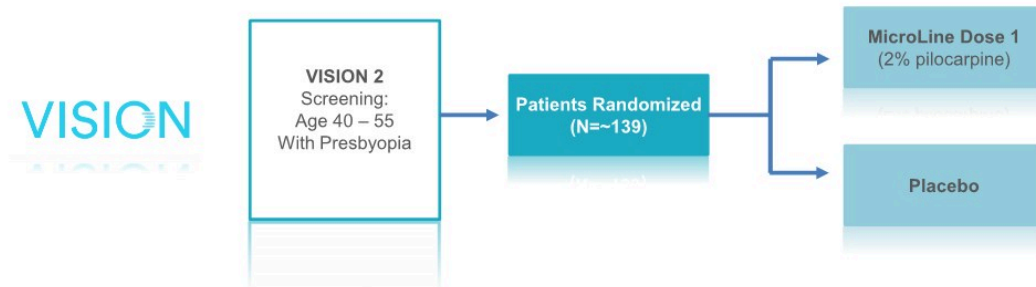 VISION
VISION 2
Screening:
Age 40 – 55
With Presbyopia
Patients Randomized
(N=~139)
MicroLine Dose 1
(2% pilocarpine)
Placebo